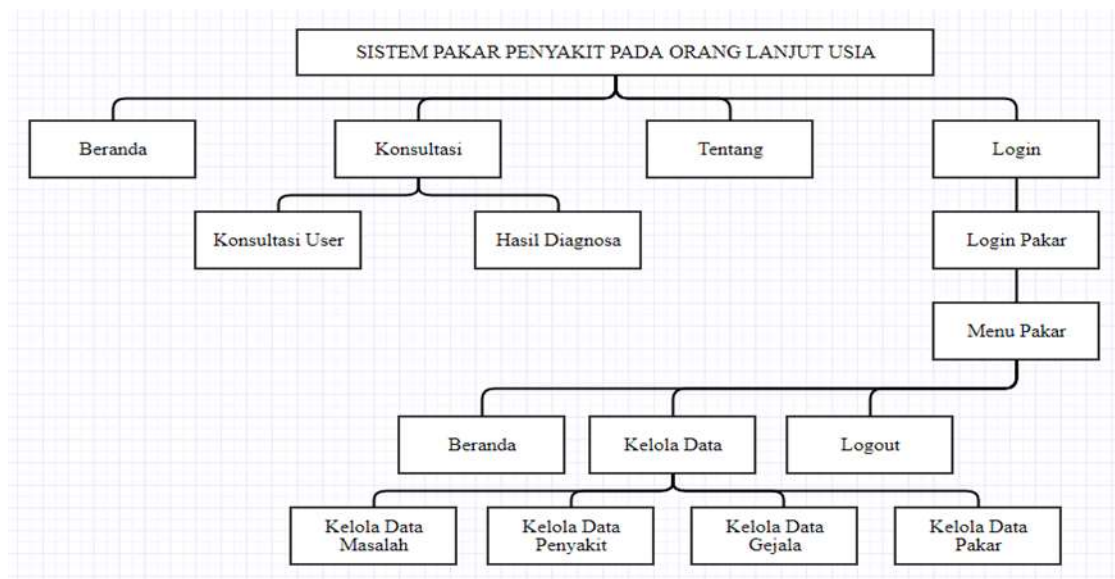 SISTEM PAKAR PENYAKIT PADA ORANG LANJUT USIA
Beranda
Konsultasi
Tentang
Login
Konsultasi User
Hasil Diagnosa
Login Pakar
Menu Pakar
Beranda
Kelola Data
Logout
Kelola Data
Masalah
Kelola Data
Penyakit
Kelola Data
Gejala
Kelola Data
Pakar